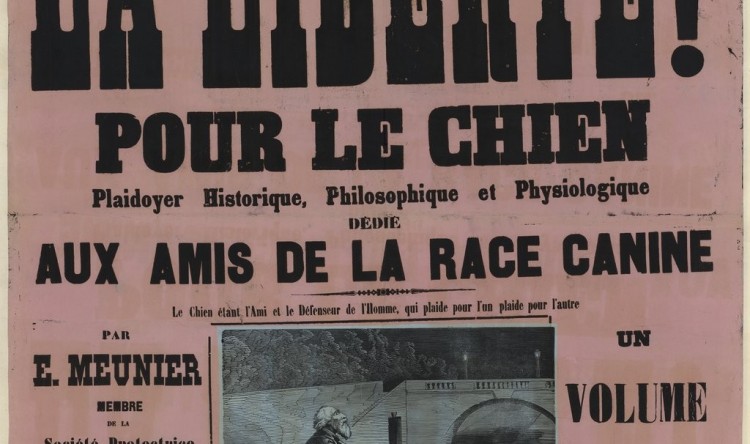 LA LIBERTÉ!
POUR LE CHIEN
Plaidoyer Historique, Philosophique et Physiologique
DÉDIÉ
AUX AMIS DE LA RACE CANINE
Le Chien étant l'Ami et le Défenseur de l'Homme, qui plaide pour l'un plaide pour l'autre
PAR
E. MEUNIER
MEMBRE
DE LA
Société Protectrice
UN
VOLUME